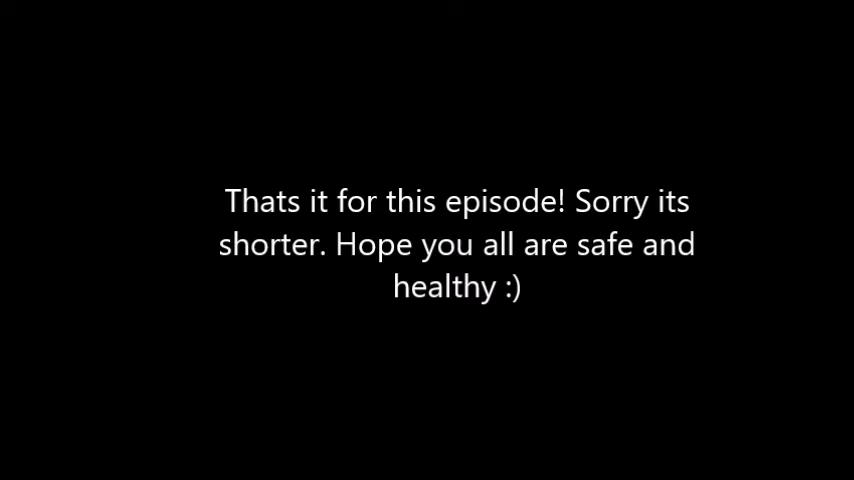 Thats it for this episode! Sorry its
shorter. Hope you all are safe and
healthy :)